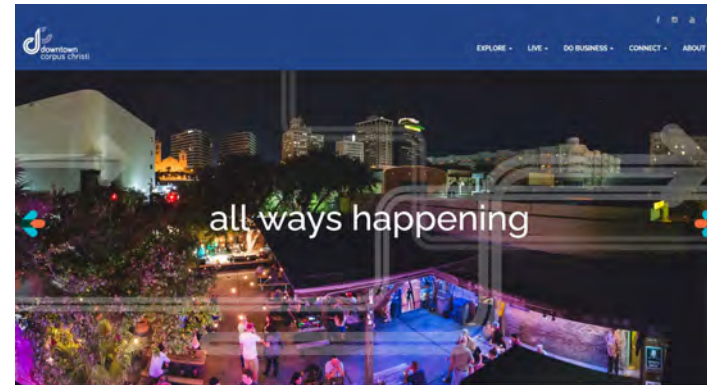 downtown
corpus christi
EXPLORE - LIVE - DO BUSINESS - CONNECT - ABOUT
all ways happening